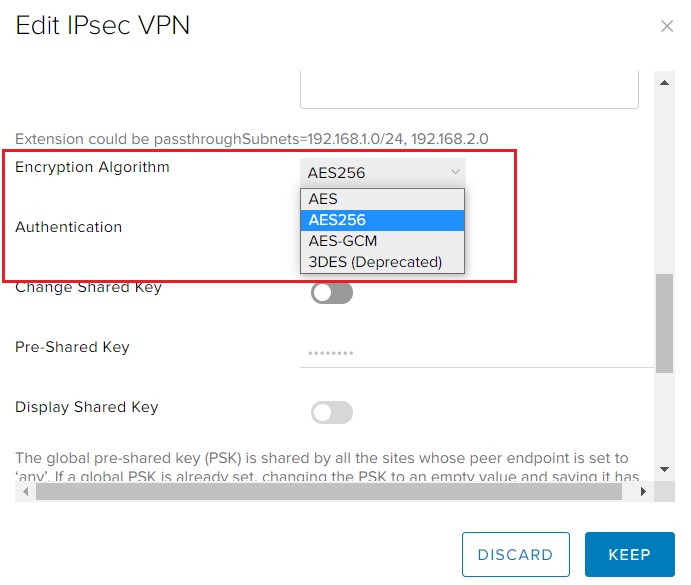 Edit IPsec VPN
Extension could be passthroughSubnets=192.168.1.0/24, 192.168.2.0
Encryption Algorithm
AES256
AES
AES256
AES-GCM
3DES (Deprecated)
Authentication
Change Shared Key
Pre-Shared Key
Display Shared Key
The global pre-shared key (PSK) is shared by all the sites whose peer endpoint is set to
‘any’. If a global PSK is already set, changing the PSK to an empty value and saving it has
DISCARD
KEEP